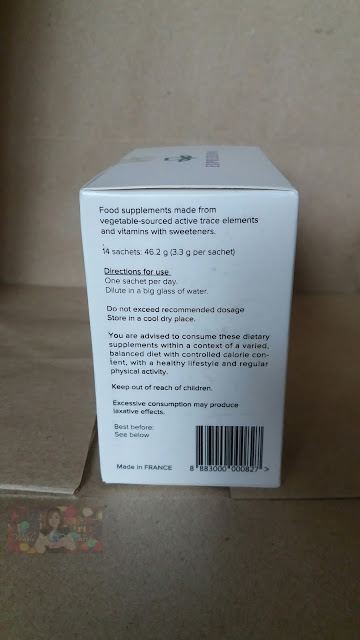 Food supplements made from
vegetable-sourced active trace elements
and vitamins with sweeteners.
14 sachets: 46.2 g (3.3 g per sachet)
Directions for use
One sachet per day.
Dilute in a big glass of water.
Do not exceed recommended dosage
Store in a cool dry place.
You are advised to consume these dietary
supplements within a context of a varied,
balanced diet with controlled calorie con-
tent, with a healthy lifestyle and regular
physical activity.
Keep out of reach of children.
Excessive consumption may produce
laxative effects.
Best before:
See below
Made in FRANCE
8 883000 000827 >